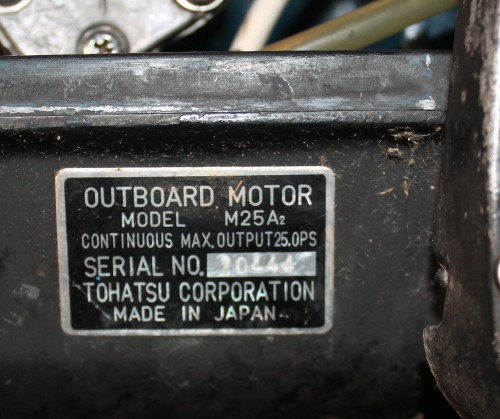 OUTBOARD MOTOR
MODEL M25A2
CONTINUOUS MAX. OUTPUT 25.0PS
SERIAL NO. 20444
TOHATSU CORPORATION
MADE IN JAPAN